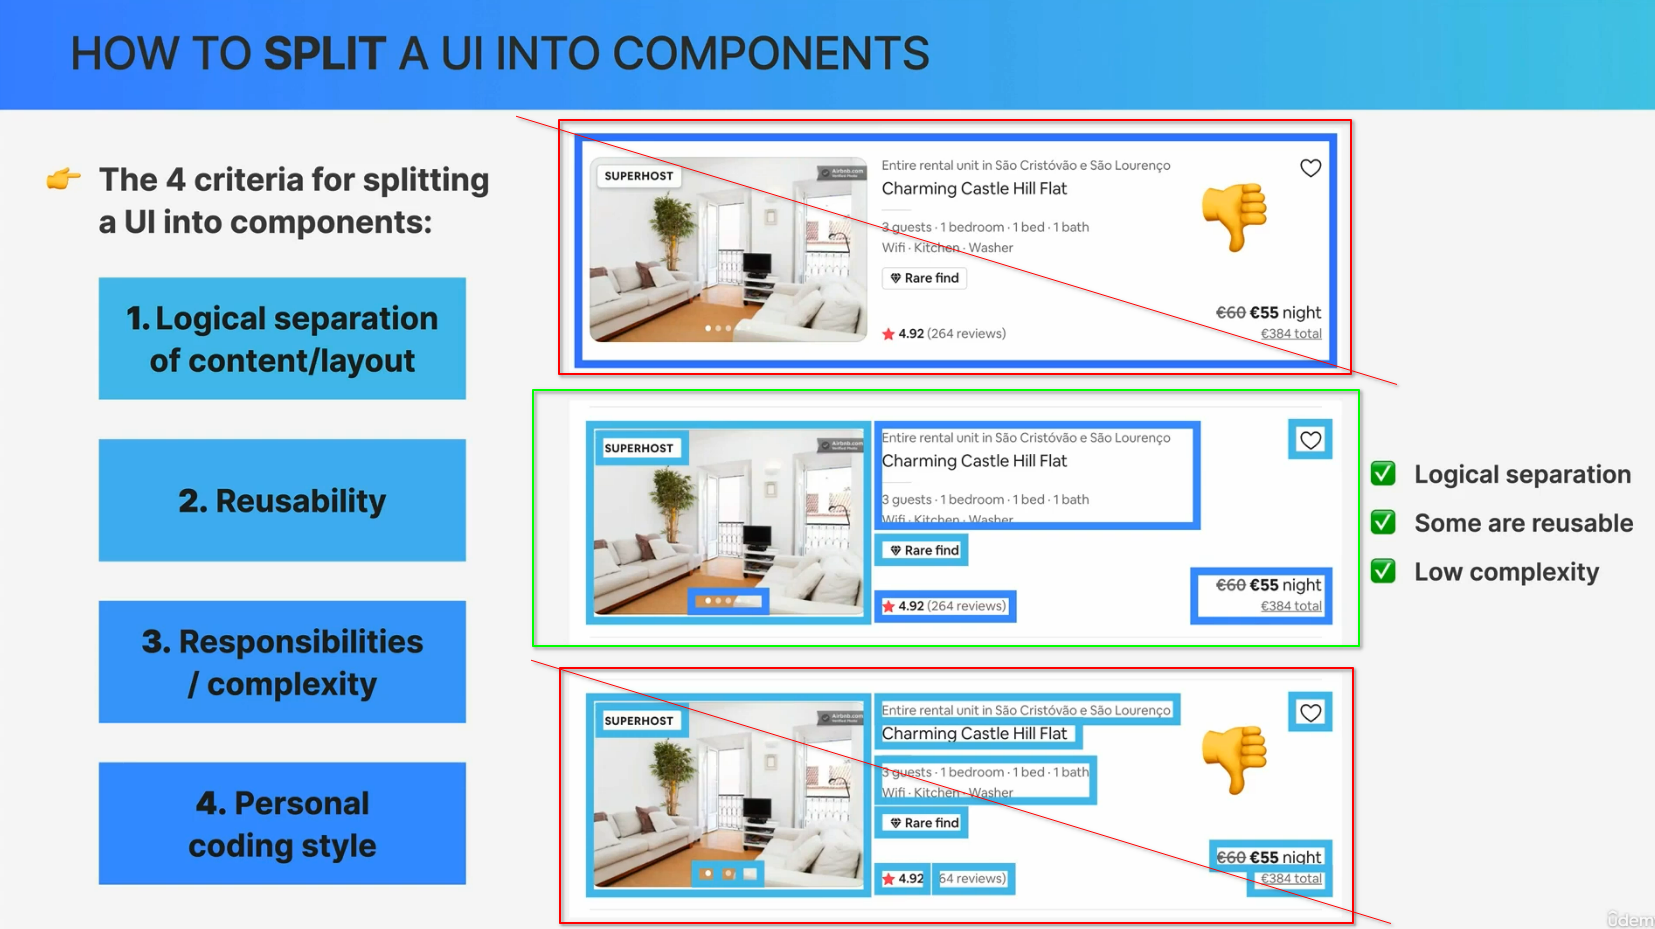 HOW TO SPLIT A UI INTO COMPONENTS
The 4 criteria for splitting
a UI into components:
1. Logical separation
of content/layout
2. Reusability
3. Responsibilities
/ complexity
4. Personal
coding style
SUPERHOST
Airbnb.com
Entire rental unit in São Cristóvão e São Lourenço
Charming Castle Hill Flat
3 guests · 1 bedroom · 1 bed · 1 bath
Wifi · Kitchen · Washer
Rare find
4.92 (264 reviews)
€60 €55 night
€384 total
SUPERHOST
Entire rental unit in São Cristóvão e São Lourenço
Charming Castle Hill Flat
3 guests · 1 bedroom · 1 bed · 1 bath
Wifi · Kitchen · Washer
Rare find
4.92 (264 reviews)
€60 €55 night
€384 total
Logical separation
Some are reusable
Low complexity
SUPERHOST
Airbnb.com
Entire rental unit in São Cristóvão e São Lourenço
Charming Castle Hill Flat
3 guests · 1 bedroom · 1 bed · 1 bath
Wifi · Kitchen · Washer
Rare find
4.92 64 reviews)
€60 €55 night
€384 total
ûdem